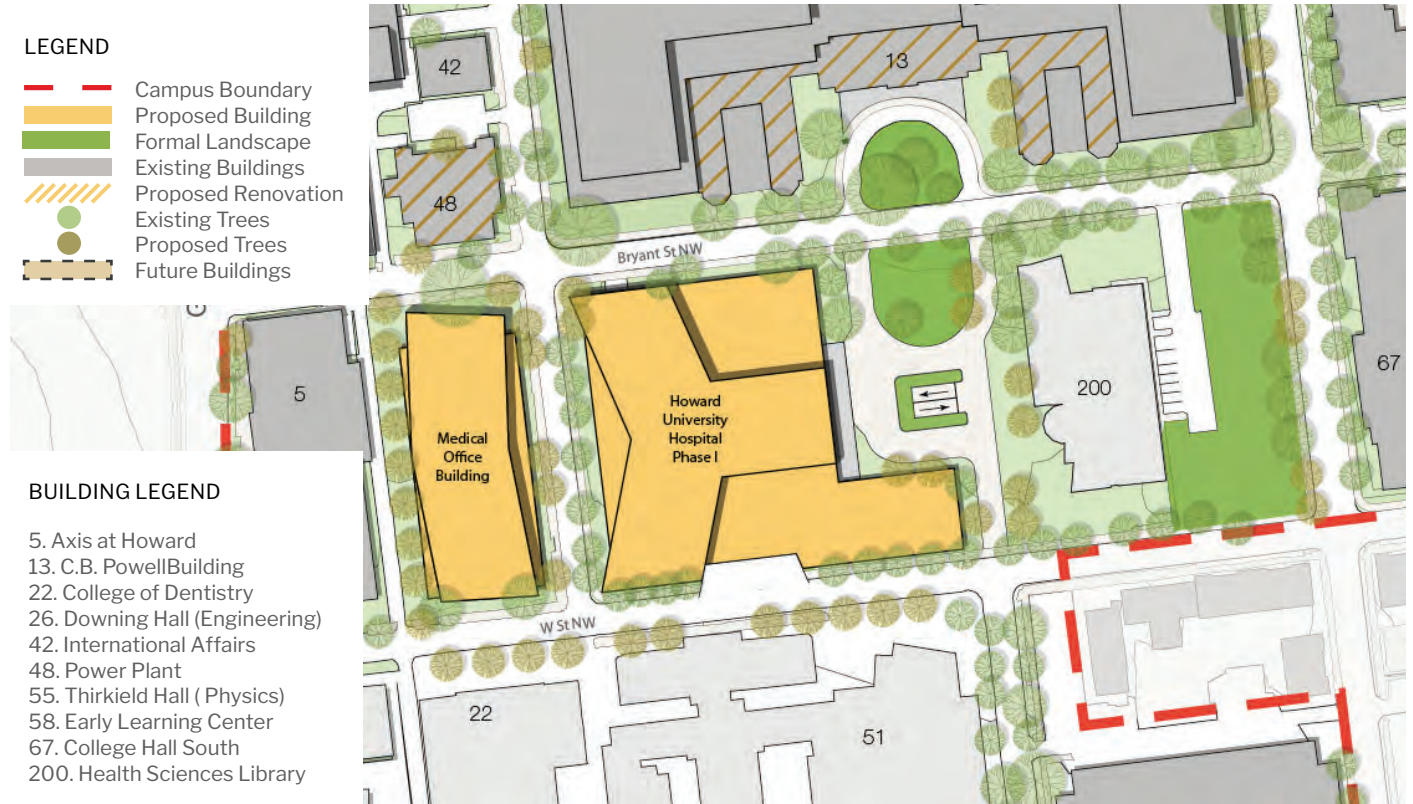 LEGEND
Campus Boundary
Proposed Building
Formal Landscape
Existing Buildings
Proposed Renovation
Existing Trees
Proposed Trees
Future Buildings
BUILDING LEGEND
5. Axis at Howard
13. C.B. PowellBuilding
22. College of Dentistry
26. Downing Hall (Engineering)
42. International Affairs
48. Power Plant
55. Thirkield Hall ( Physics)
58. Early Learning Center
67. College Hall South
200. Health Sciences Library
42
13
48
Bryant St NW
5
Medical
Office
Building
Howard
University
Hospital
Phase I
200
67
W St NW
22
51